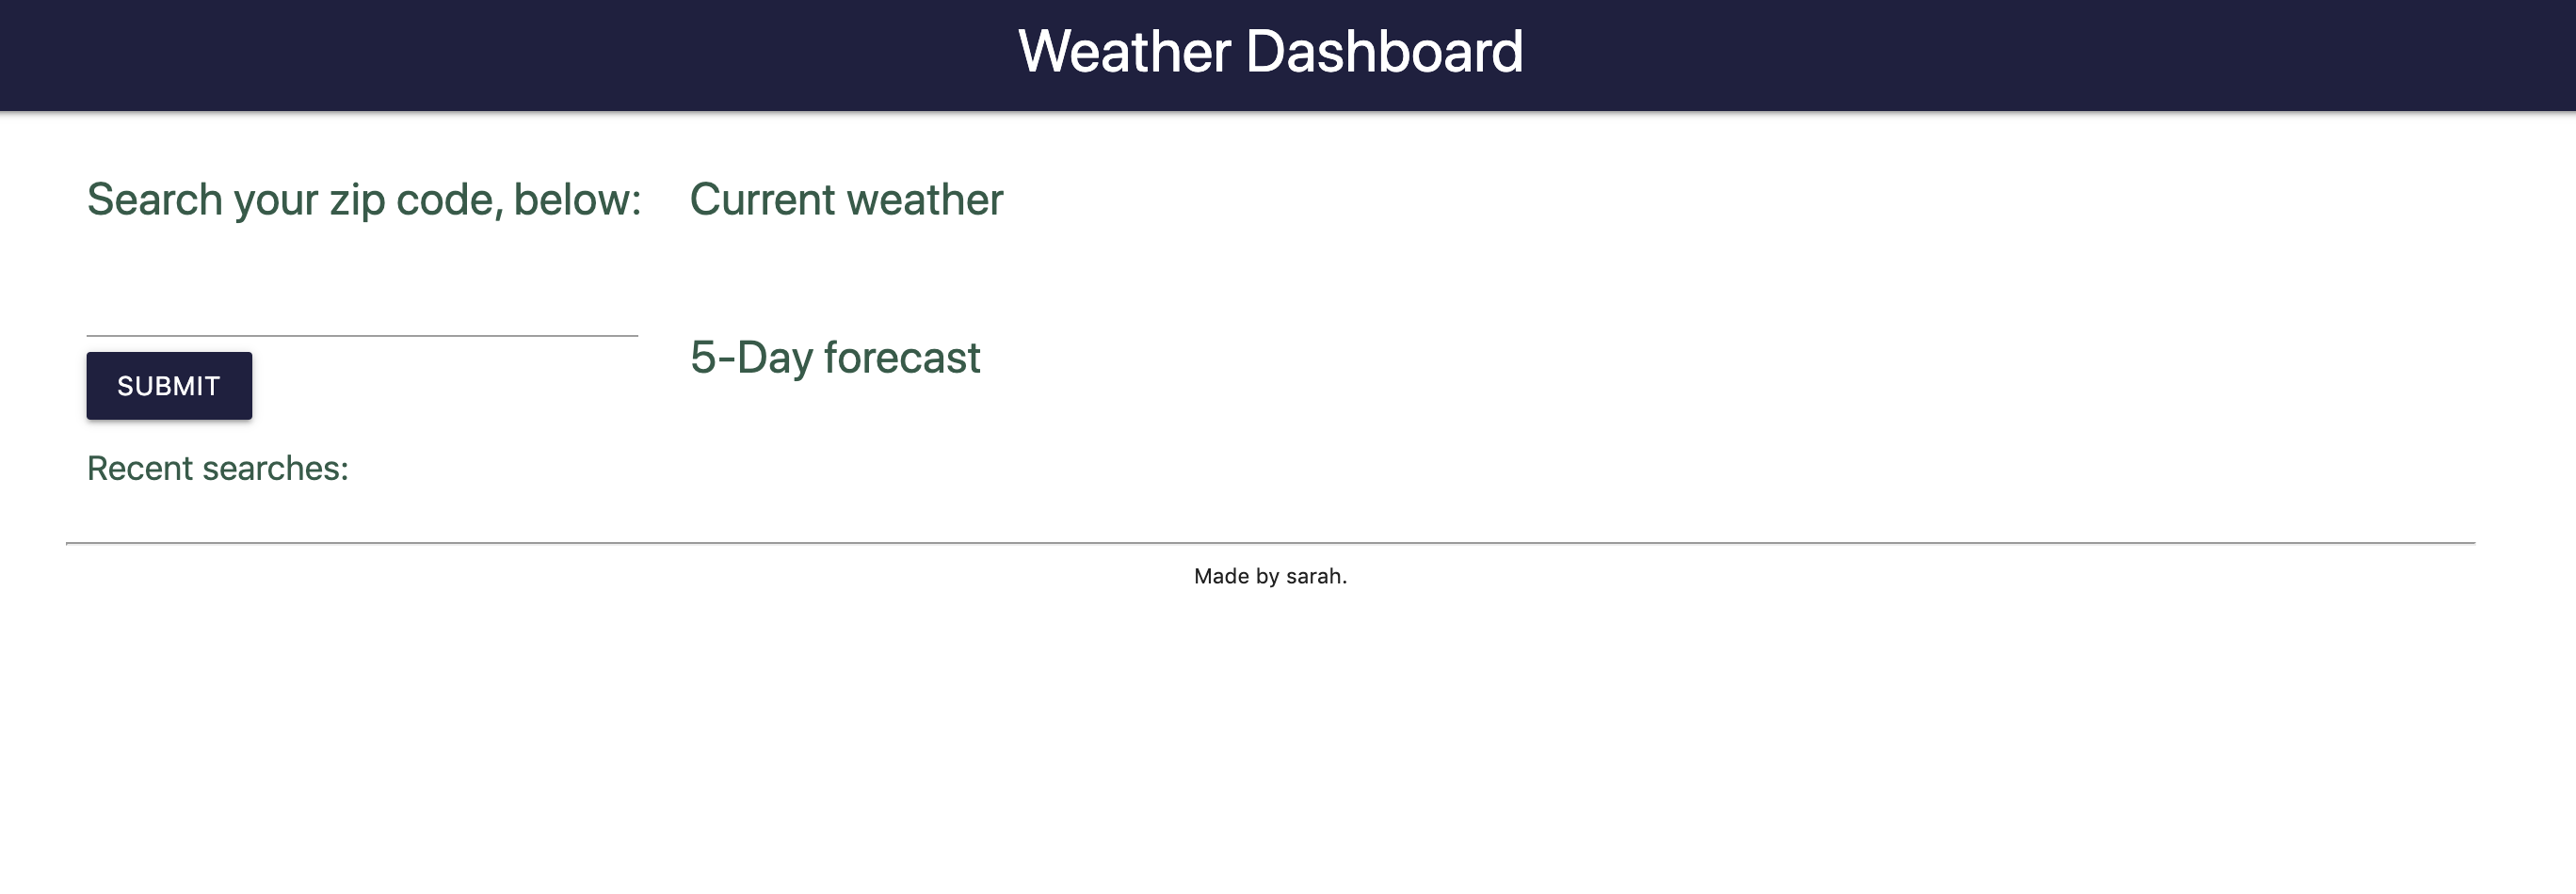 Weather Dashboard
Search your zip code, below:
SUBMIT
Recent searches:
Current weather
5-Day forecast
Made by sarah.